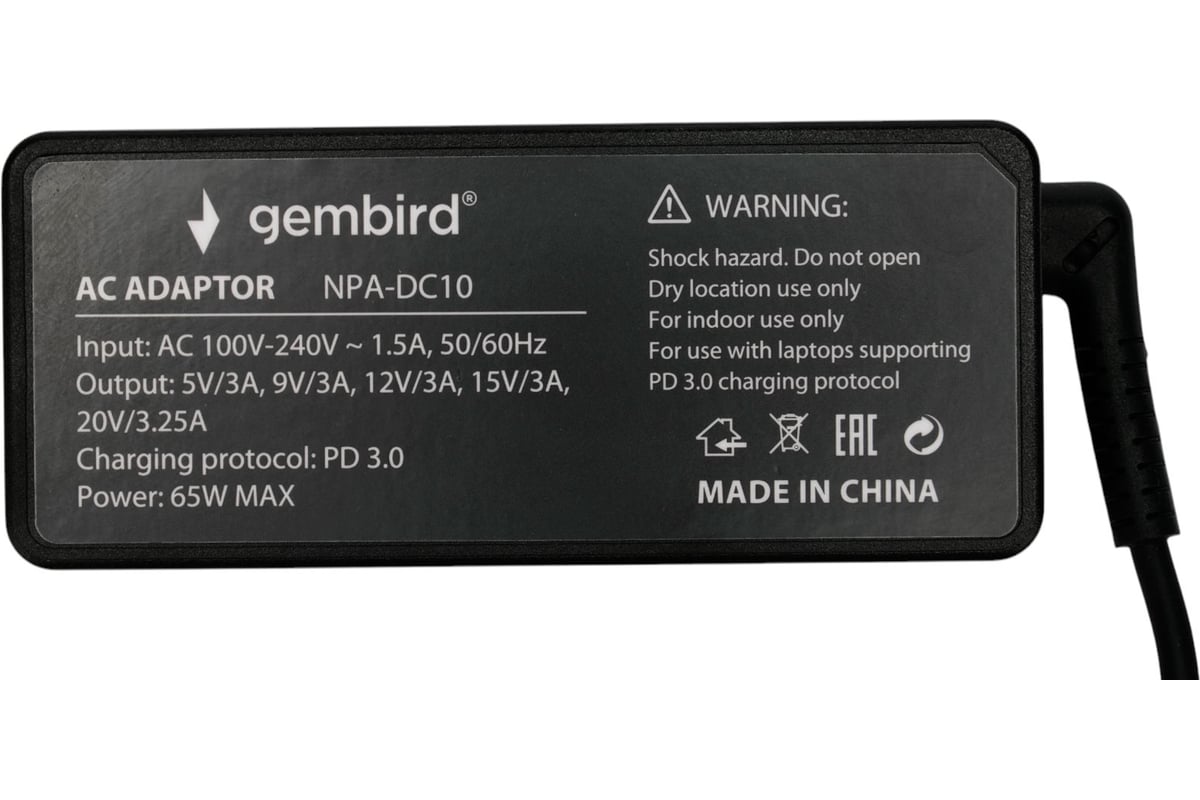 gembird®
AC ADAPTOR NPA-DC10
Input: AC 100V-240V ~ 1.5A, 50/60Hz
Output: 5V/3A, 9V/3A, 12V/3A, 15V/3A,
20V/3.25A
Charging protocol: PD 3.0
Power: 65W MAX
WARNING:
Shock hazard. Do not open
Dry location use only
For indoor use only
For use with laptops supporting
PD 3.0 charging protocol
EAC
MADE IN CHINA